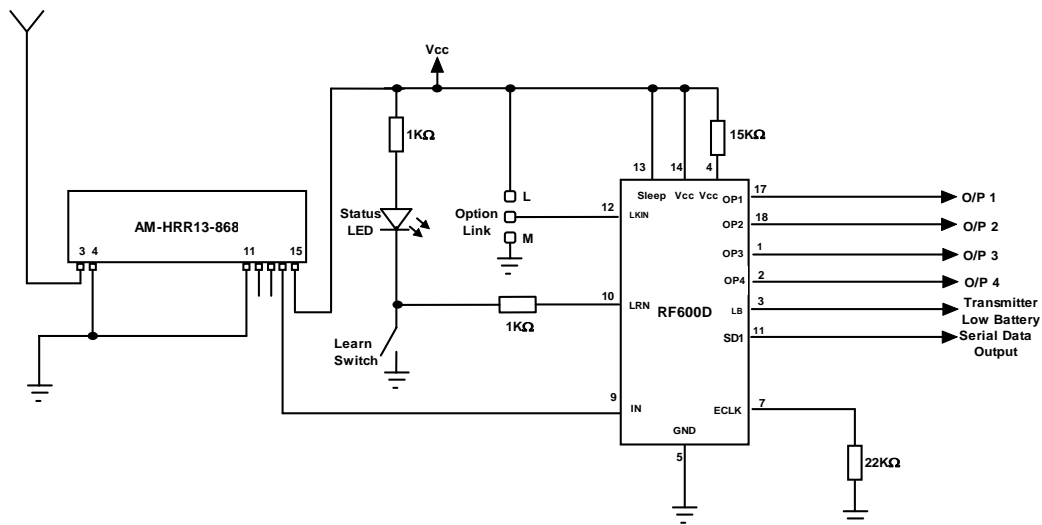 Vcc
1KΩ
15KΩ
13
14
4
Sleep
Vcc
Vcc
L
Option
Link
M
12
LKIN
Status
LED
AM-HRR13-868
3
4
11
15
OP1
17
O/P 1
OP2
18
O/P 2
OP3
1
O/P 3
OP4
2
O/P 4
10
LRN
RF600D
LB
3
Transmitter
Low Battery
1KΩ
SD1
11
Serial Data
Output
Learn
Switch
9
IN
ECLK
7
GND
5
22KΩ